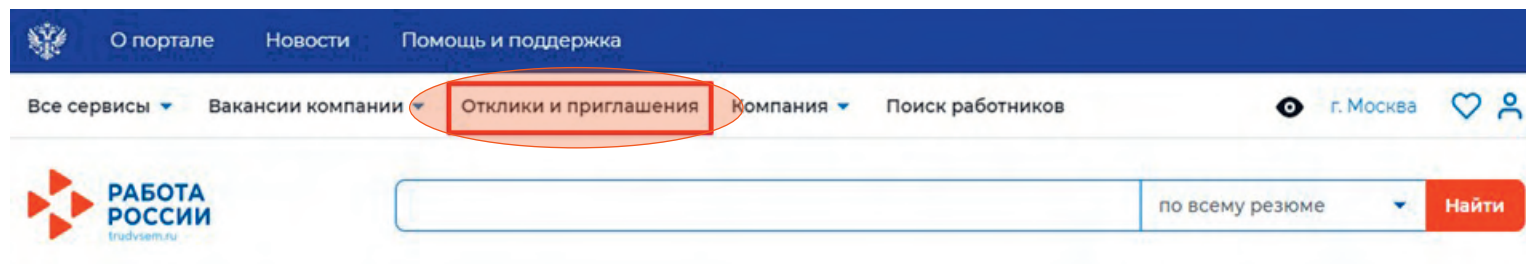 О портале Новости Помощь и поддержка
Все сервисы Вакансии компании Отклики и приглашения Компания Поиск работников г. Москва
РАБОТА
РОССИИ
trudvsem.ru
по всему резюме Найти